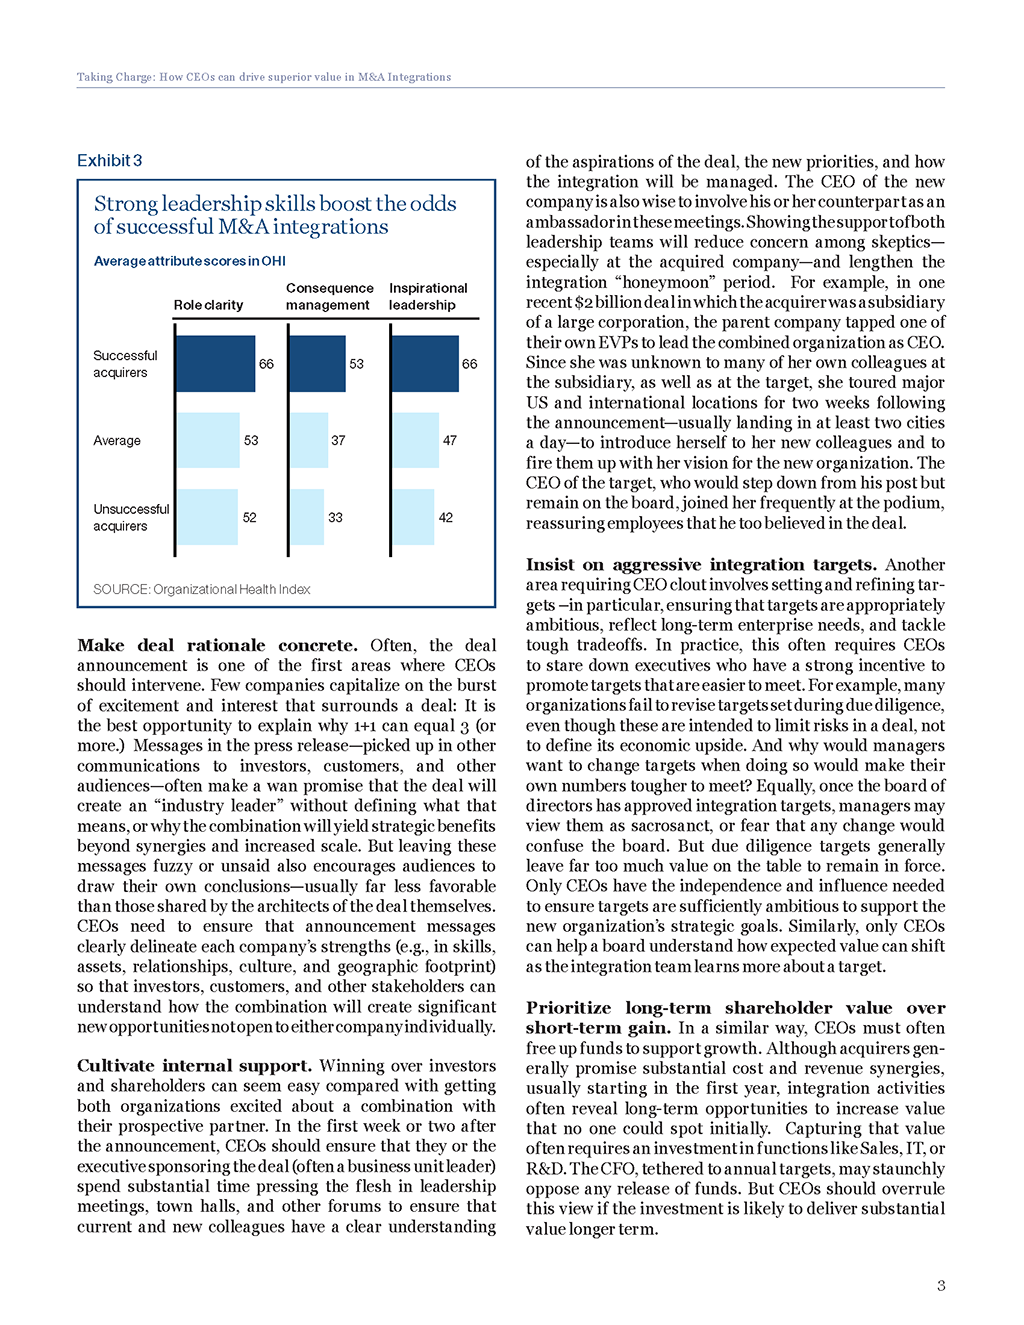 Taking Charge: How CEOs can drive superior value in M&A Integrations
Exhibit 3
Strong leadership skills boost the odds
of successful M&A integrations
Average attribute scores in OHI
Role clarity
Consequence
management
Inspirational
leadership
Successful
acquirers
66
53
66
Average
53
37
47
Unsuccessful
acquirers
52
33
42
SOURCE: Organizational Health Index
Make deal rationale concrete. Often, the deal
announcement is one of the first areas where CEOs
should intervene. Few companies capitalize on the burst
of excitement and interest that surrounds a deal: It is
the best opportunity to explain why 1+1 can equal 3 (or
more.) Messages in the press release—picked up in other
communications to investors, customers, and other
audiences—often make a wan promise that the deal will
create an “industry leader” without defining what that
means, or why the combination will yield strategic benefits
beyond synergies and increased scale. But leaving these
messages fuzzy or unsaid also encourages audiences to
draw their own conclusions—usually far less favorable
than those shared by the architects of the deal themselves.
CEOs need to ensure that announcement messages
clearly delineate each company’s strengths (e.g., in skills,
assets, relationships, culture, and geographic footprint)
so that investors, customers, and other stakeholders can
understand how the combination will create significant
new opportunities not open to either company individually.
Cultivate internal support. Winning over investors
and shareholders can seem easy compared with getting
both organizations excited about a combination with
their prospective partner. In the first week or two after
the announcement, CEOs should ensure that they or the
executive sponsoring the deal (often a business unit leader)
spend substantial time pressing the flesh in leadership
meetings, town halls, and other forums to ensure that
current and new colleagues have a clear understanding
of the aspirations of the deal, the new priorities, and how
the integration will be managed. The CEO of the new
company is also wise to involve his or her counterpart as an
ambassador in these meetings. Showing the support of both
leadership teams will reduce concern among skeptics—
especially at the acquired company—and lengthen the
integration “honeymoon” period. For example, in one
recent $2 billion deal in which the acquirer was a subsidiary
of a large corporation, the parent company tapped one of
their own EVPs to lead the combined organization as CEO.
Since she was unknown to many of her own colleagues at
the subsidiary, as well as at the target, she toured major
US and international locations for two weeks following
the announcement—usually landing in at least two cities
a day—to introduce herself to her new colleagues and to
fire them up with her vision for the new organization. The
CEO of the target, who would step down from his post but
remain on the board, joined her frequently at the podium,
reassuring employees that he too believed in the deal.
Insist on aggressive integration targets. Another
area requiring CEO clout involves setting and refining tar-
gets –in particular, ensuring that targets are appropriately
ambitious, reflect long-term enterprise needs, and tackle
tough tradeoffs. In practice, this often requires CEOs
to stare down executives who have a strong incentive to
promote targets that are easier to meet. For example, many
organizations fail to revise targets set during due diligence,
even though these are intended to limit risks in a deal, not
to define its economic upside. And why would managers
want to change targets when doing so would make their
own numbers tougher to meet? Equally, once the board of
directors has approved integration targets, managers may
view them as sacrosanct, or fear that any change would
confuse the board. But due diligence targets generally
leave far too much value on the table to remain in force.
Only CEOs have the independence and influence needed
to ensure targets are sufficiently ambitious to support the
new organization’s strategic goals. Similarly, only CEOs
can help a board understand how expected value can shift
as the integration team learns more about a target.
Prioritize long-term shareholder value over
short-term gain. In a similar way, CEOs must often
free up funds to support growth. Although acquirers gen-
erally promise substantial cost and revenue synergies,
usually starting in the first year, integration activities
often reveal long-term opportunities to increase value
that no one could spot initially. Capturing that value
often requires an investment in functions like Sales, IT, or
R&D. The CFO, tethered to annual targets, may staunchly
oppose any release of funds. But CEOs should overrule
this view if the investment is likely to deliver substantial
value longer term.
3